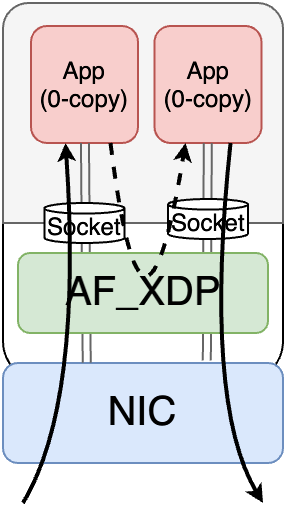 App
(0-copy)
App
(0-copy)
Socket
Socket
AF_XDP
NIC